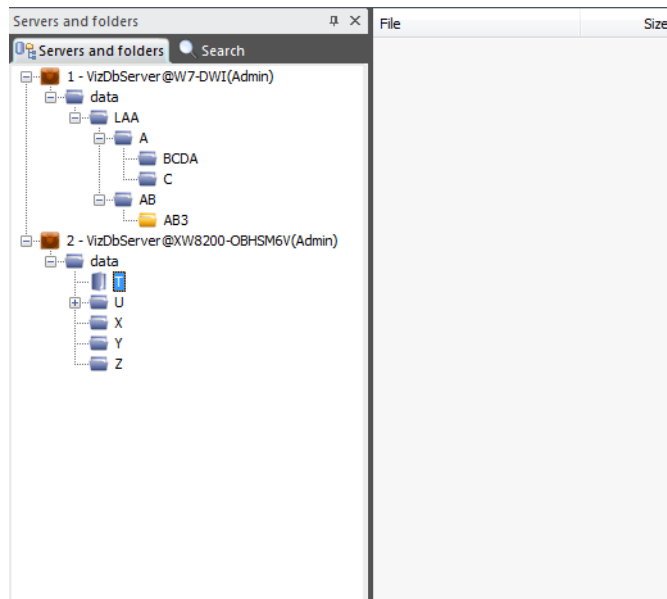 Servers and folders
File
Size
Servers and folders
Search
1 - VizDbServer@W7-DWI(Admin)
data
LAA
A
BCDA
C
AB
AB3
2 - VizDbServer@XW8200-OBHSM6V(Admin)
data
T
U
X
Y
Z